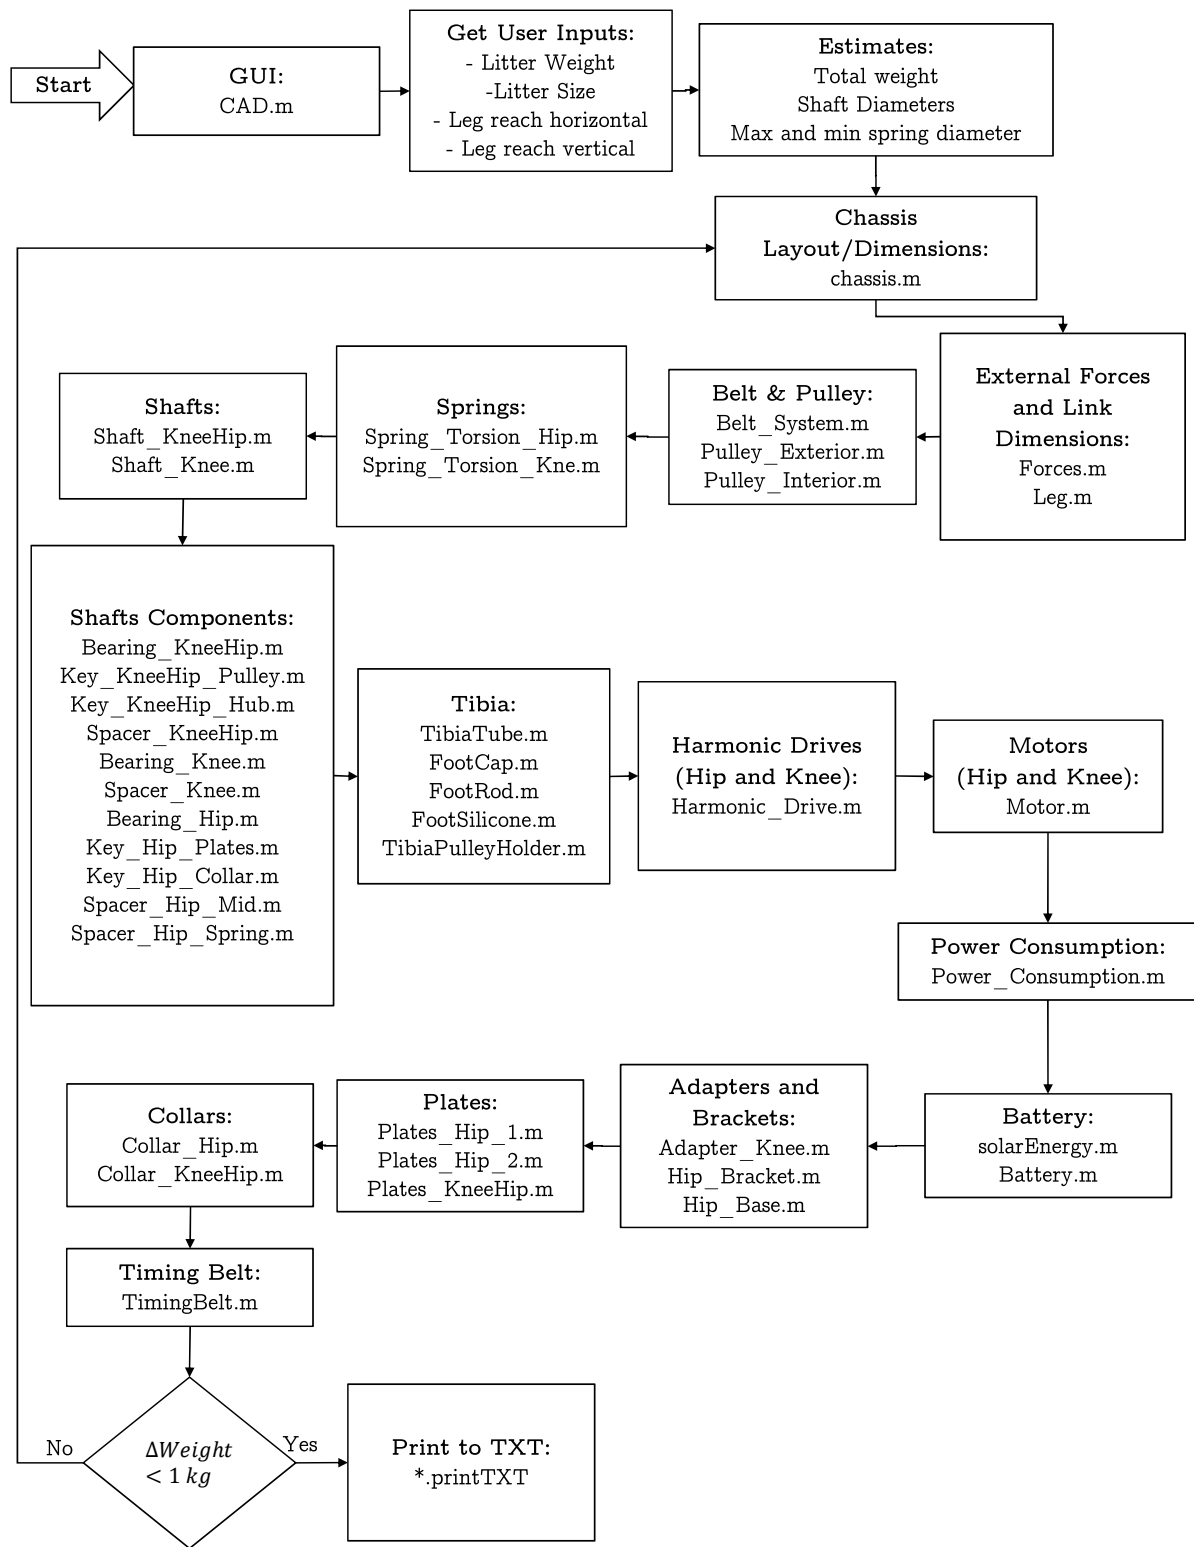 Start
GUI:
CAD.m
Get User Inputs:
- Litter Weight
-Litter Size
- Leg reach horizontal
- Leg reach vertical
Estimates:
Total weight
Shaft Diameters
Max and min spring diameter
Chassis
Layout/Dimensions:
chassis.m
External Forces
and Link
Dimensions:
Forces.m
Leg.m
Belt & Pulley:
Belt_System.m
Pulley_Exterior.m
Pulley_Interior.m
Springs:
Spring_Torsion_Hip.m
Spring_Torsion_Kne.m
Shafts:
Shaft_KneeHip.m
Shaft_Knee.m
Shafts Components:
Bearing_KneeHip.m
Key_KneeHip_Pulley.m
Key_KneeHip_Hub.m
Spacer_KneeHip.m
Bearing_Knee.m
Spacer_Knee.m
Bearing_Hip.m
Key_Hip_Plates.m
Key_Hip_Collar.m
Spacer_Hip_Mid.m
Spacer_Hip_Spring.m
Tibia:
TibiaTube.m
FootCap.m
FootRod.m
FootSilicone.m
TibiaPulleyHolder.m
Harmonic Drives
(Hip and Knee):
Harmonic_Drive.m
Motors
(Hip and Knee):
Motor.m
Power Consumption:
Power_Consumption.m
Battery:
solarEnergy.m
Battery.m
Adapters and
Brackets:
Adapter_Knee.m
Hip_Bracket.m
Hip_Base.m
Plates:
Plates_Hip_1.m
Plates_Hip_2.m
Plates_KneeHip.m
Collars:
Collar_Hip.m
Collar_KneeHip.m
Timing Belt:
TimingBelt.m
ΔWeight
< 1 kg
No
Yes
Print to TXT:
*.printTXT